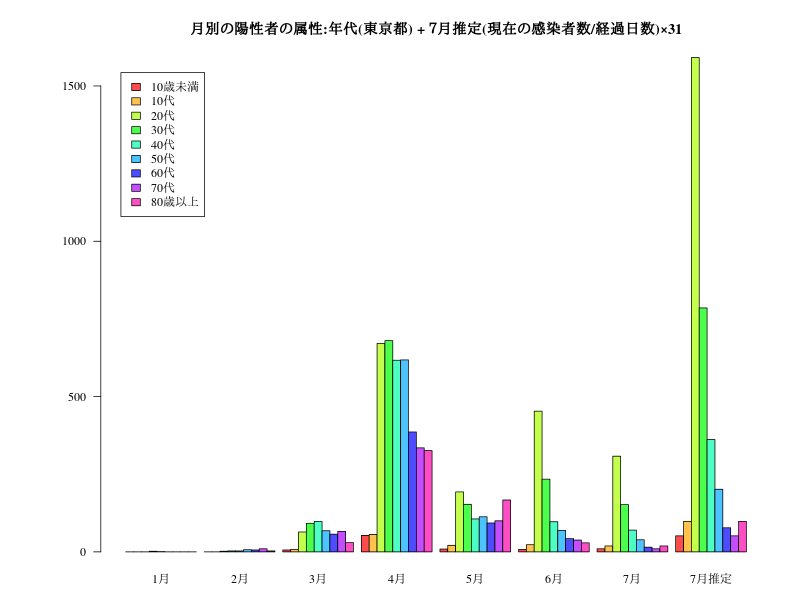 月別の陽性者の属性:年代(東京都) + 7月推定(現在の感染者数/経過日数)×31
1500
1000
500
0
10歳未満
10代
20代
30代
40代
50代
60代
70代
80歳以上
1月
2月
3月
4月
5月
6月
7月
7月推定